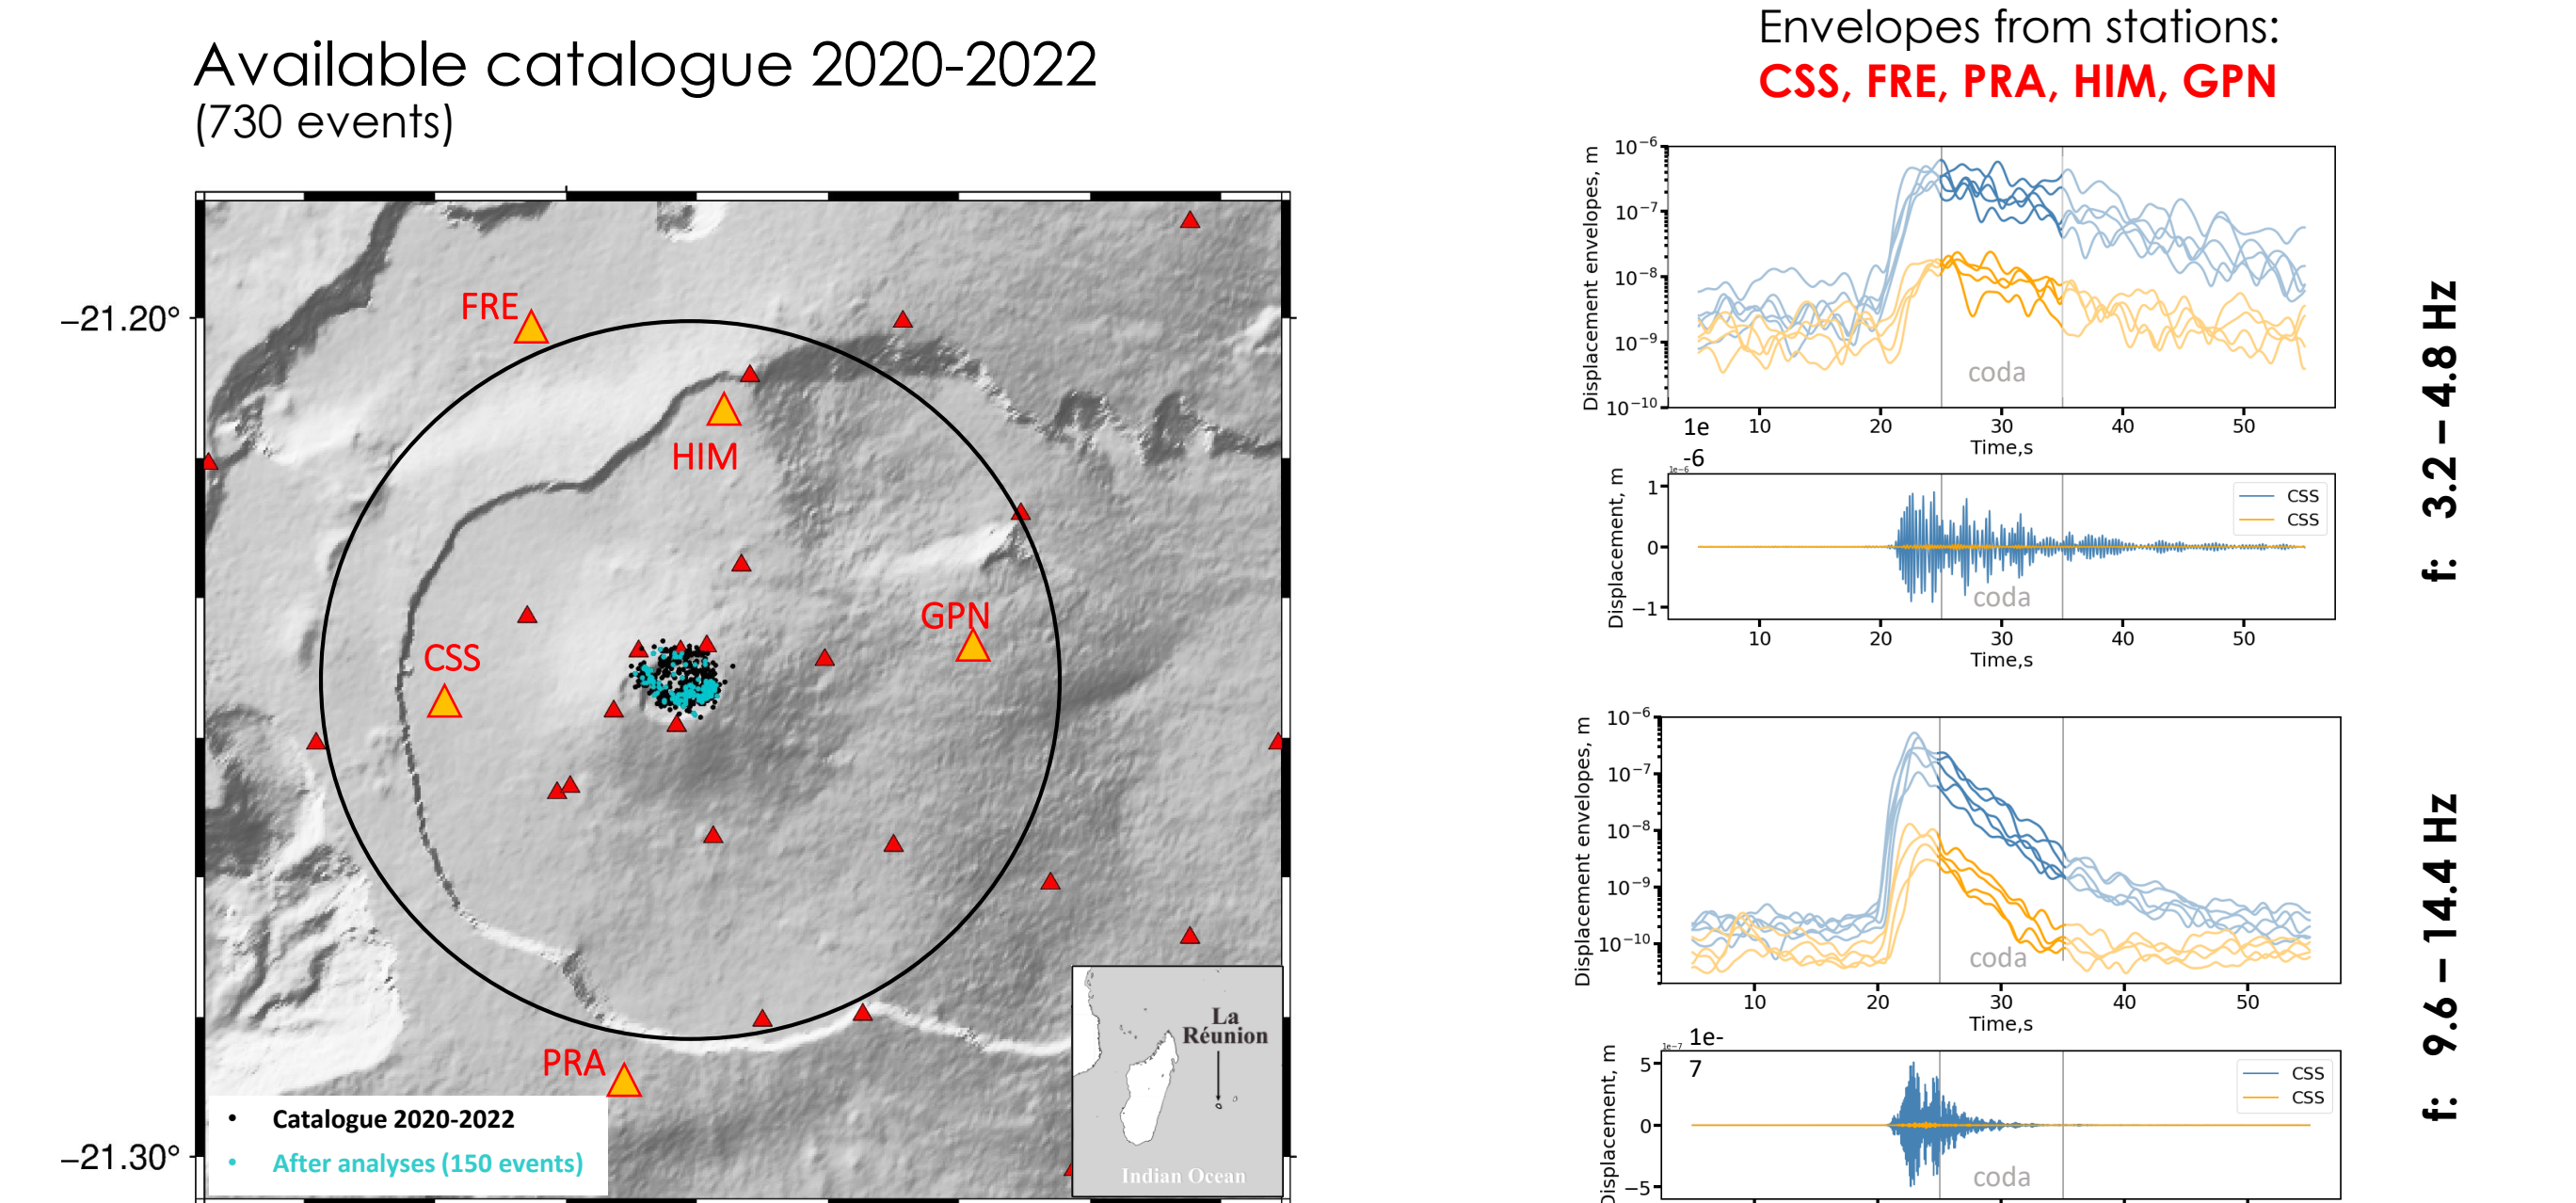 Available catalogue 2020-2022
(730 events)
−21.20°
−21.30°
FRE
HIM
GPN
CSS
PRA
• Catalogue 2020-2022
• After analyses (150 events)
La
Réunion
Indian Ocean
Envelopes from stations:
CSS, FRE, PRA, HIM, GPN
Displacement envelopes, m
10⁻⁶
10⁻⁷
10⁻⁸
10⁻⁹
10⁻¹⁰
coda
10 20 30 40 50
Time,s
1e
-6
1e−6
Displacement, m
1
0
−1
CSS
CSS
coda
10 20 30 40 50
Time,s
f: 3.2 – 4.8 Hz
Displacement envelopes, m
10⁻⁶
10⁻⁷
10⁻⁸
10⁻⁹
10⁻¹⁰
coda
10 20 30 40 50
Time,s
1e−7
1e-
7
Displacement, m
5
0
−5
CSS
CSS
coda
f: 9.6 – 14.4 Hz